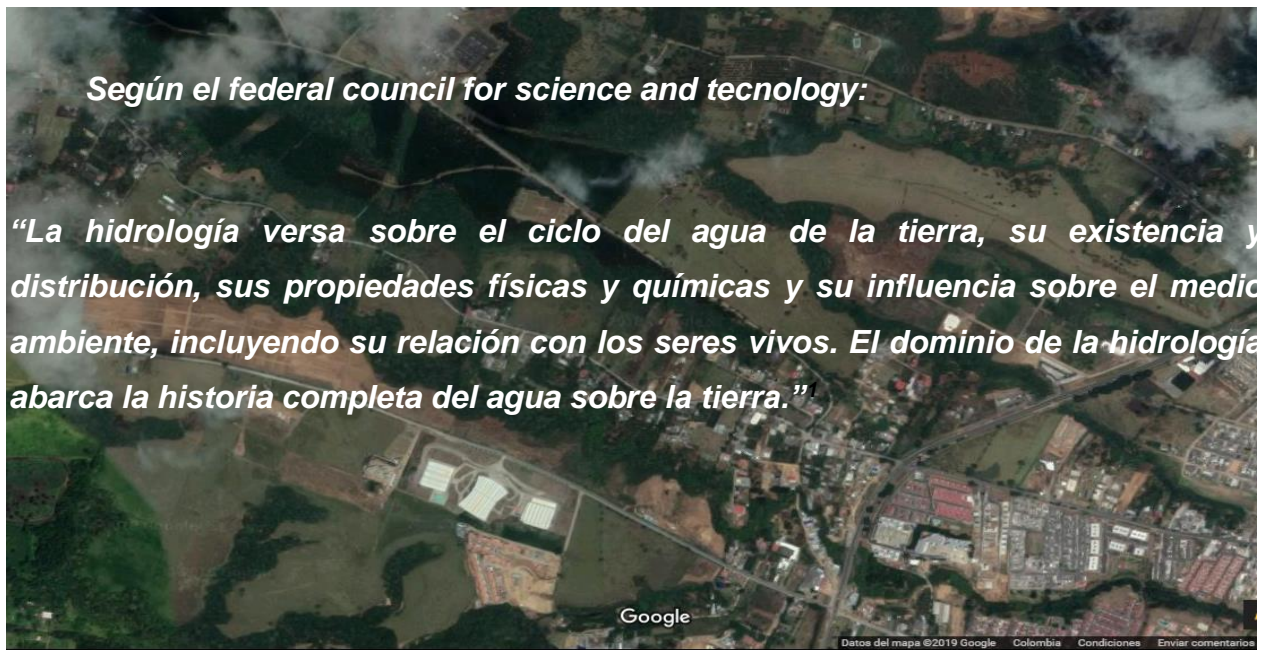 Según el federal council for science and tecnology:
“La hidrología versa sobre el ciclo del agua de la tierra, su existencia y
distribución, sus propiedades físicas y químicas y su influencia sobre el medio
ambiente, incluyendo su relación con los seres vivos. El dominio de la hidrología
abarca la historia completa del agua sobre la tierra.”1
Google
Datos del mapa ©2019 Google Colombia Condiciones Enviar comentarios